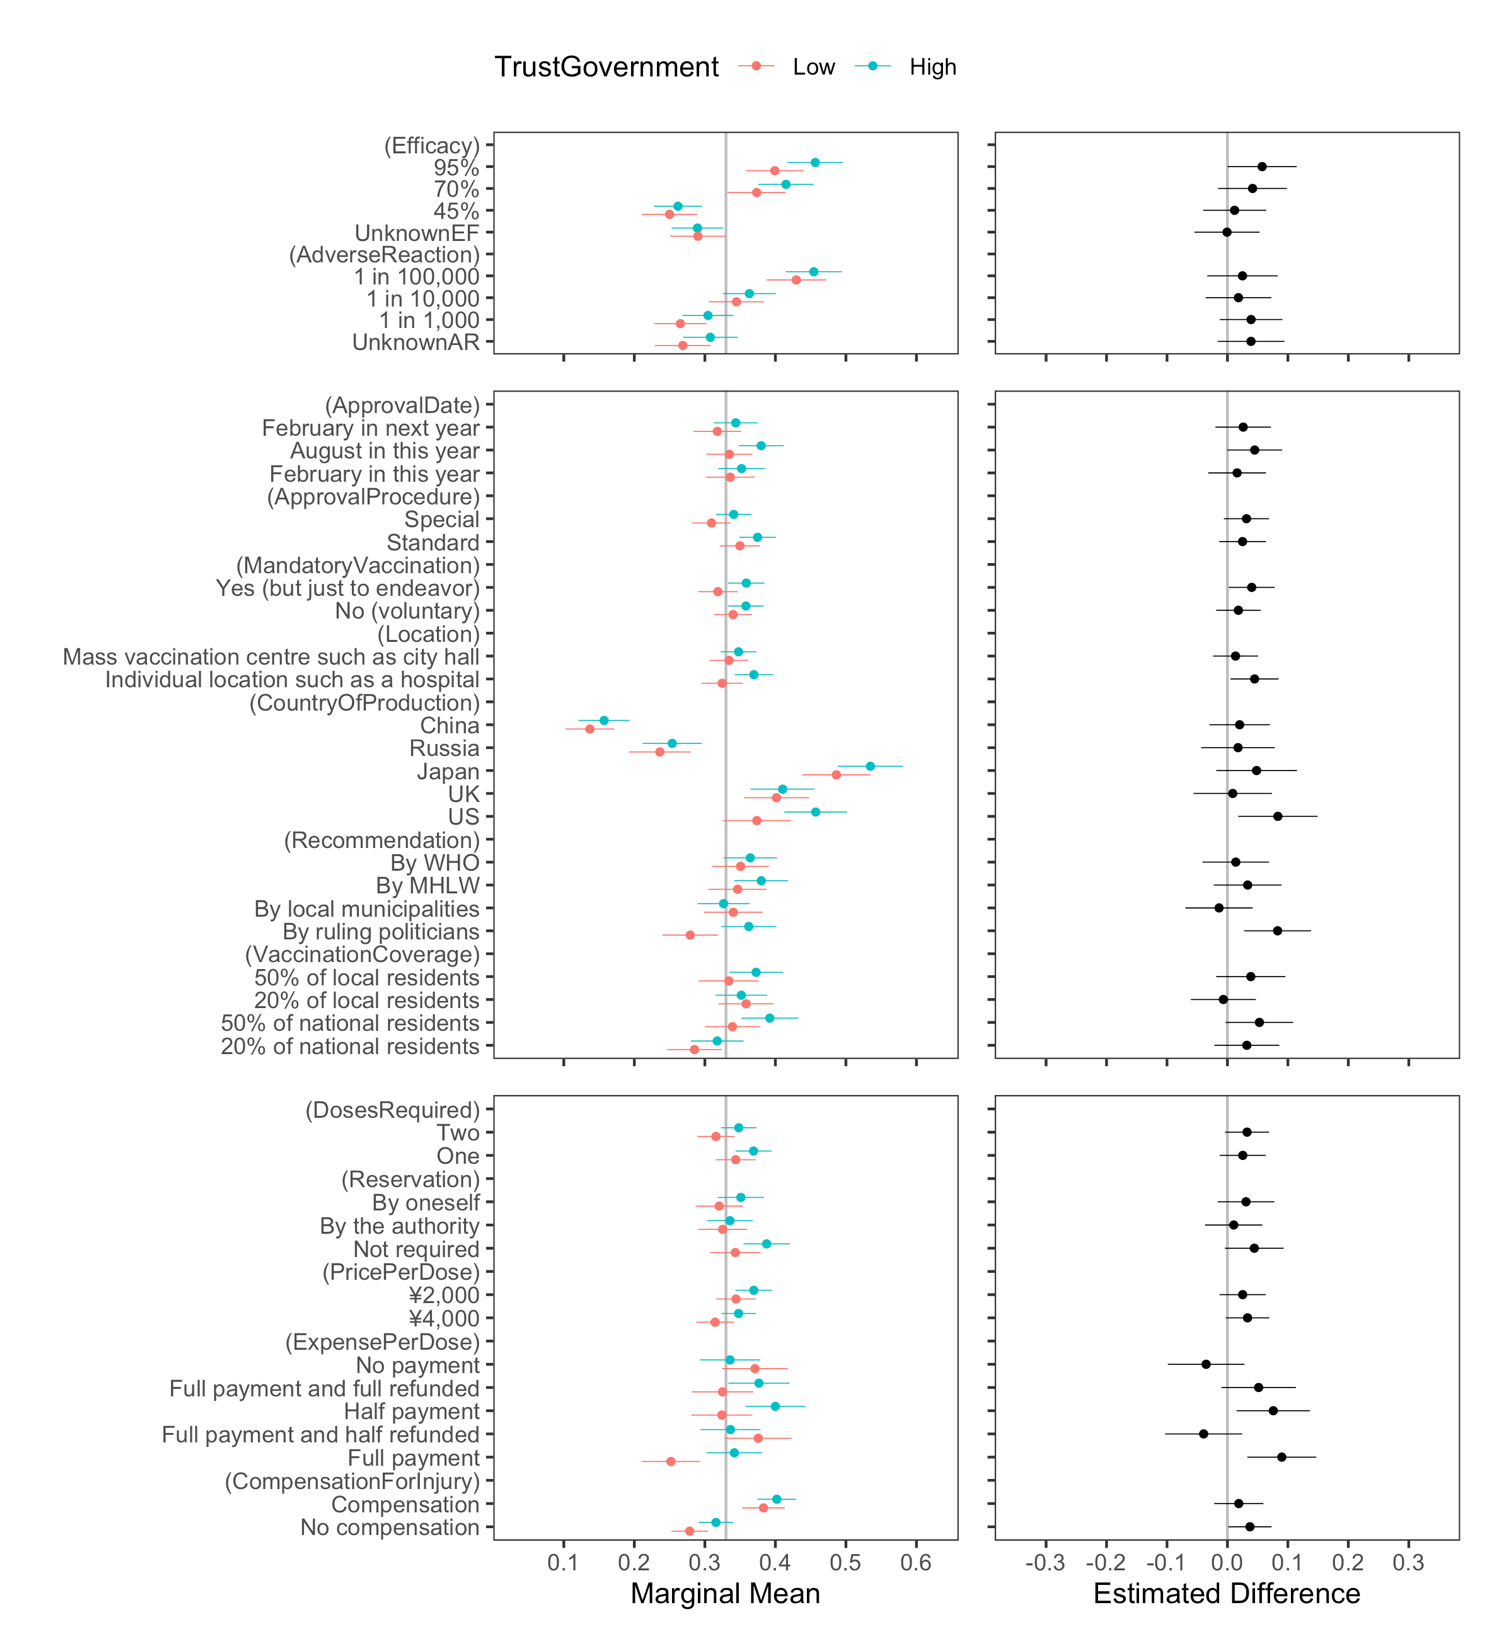 TrustGovernment Low High
(Efficacy)
95%
70%
45%
UnknownEF
(AdverseReaction)
1 in 100,000
1 in 10,000
1 in 1,000
UnknownAR
(ApprovalDate)
February in next year
August in this year
February in this year
(ApprovalProcedure)
Special
Standard
(MandatoryVaccination)
Yes (but just to endeavor)
No (voluntary)
(Location)
Mass vaccination centre such as city hall
Individual location such as a hospital
(CountryOfProduction)
China
Russia
Japan
UK
US
(Recommendation)
By WHO
By MHLW
By local municipalities
By ruling politicians
(VaccinationCoverage)
50% of local residents
20% of local residents
50% of national residents
20% of national residents
(DosesRequired)
Two
One
(Reservation)
By oneself
By the authority
Not required
(PricePerDose)
¥2,000
¥4,000
(ExpensePerDose)
No payment
Full payment and full refunded
Half payment
Full payment and half refunded
Full payment
(CompensationForInjury)
Compensation
No compensation
0.1 0.2 0.3 0.4 0.5 0.6
-0.3 -0.2 -0.1 0.0 0.1 0.2 0.3
Marginal Mean
Estimated Difference